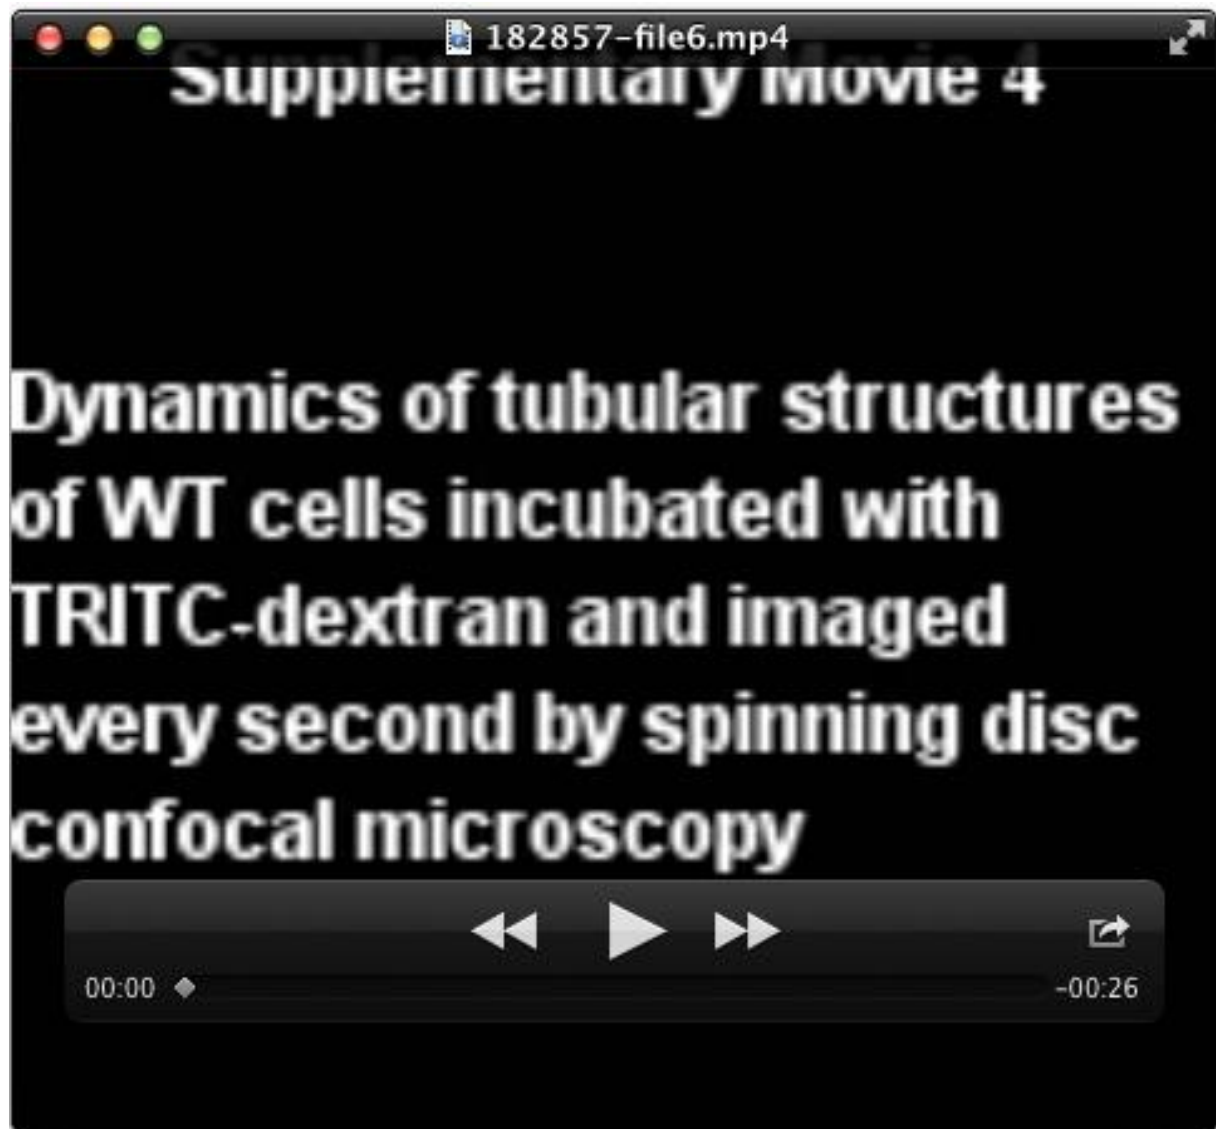 182857-file6.mp4
Supplementary Movie 4
Dynamics of tubular structures
of WT cells incubated with
TRITC-dextran and imaged
every second by spinning disc
confocal microscopy
00:00 -00:26